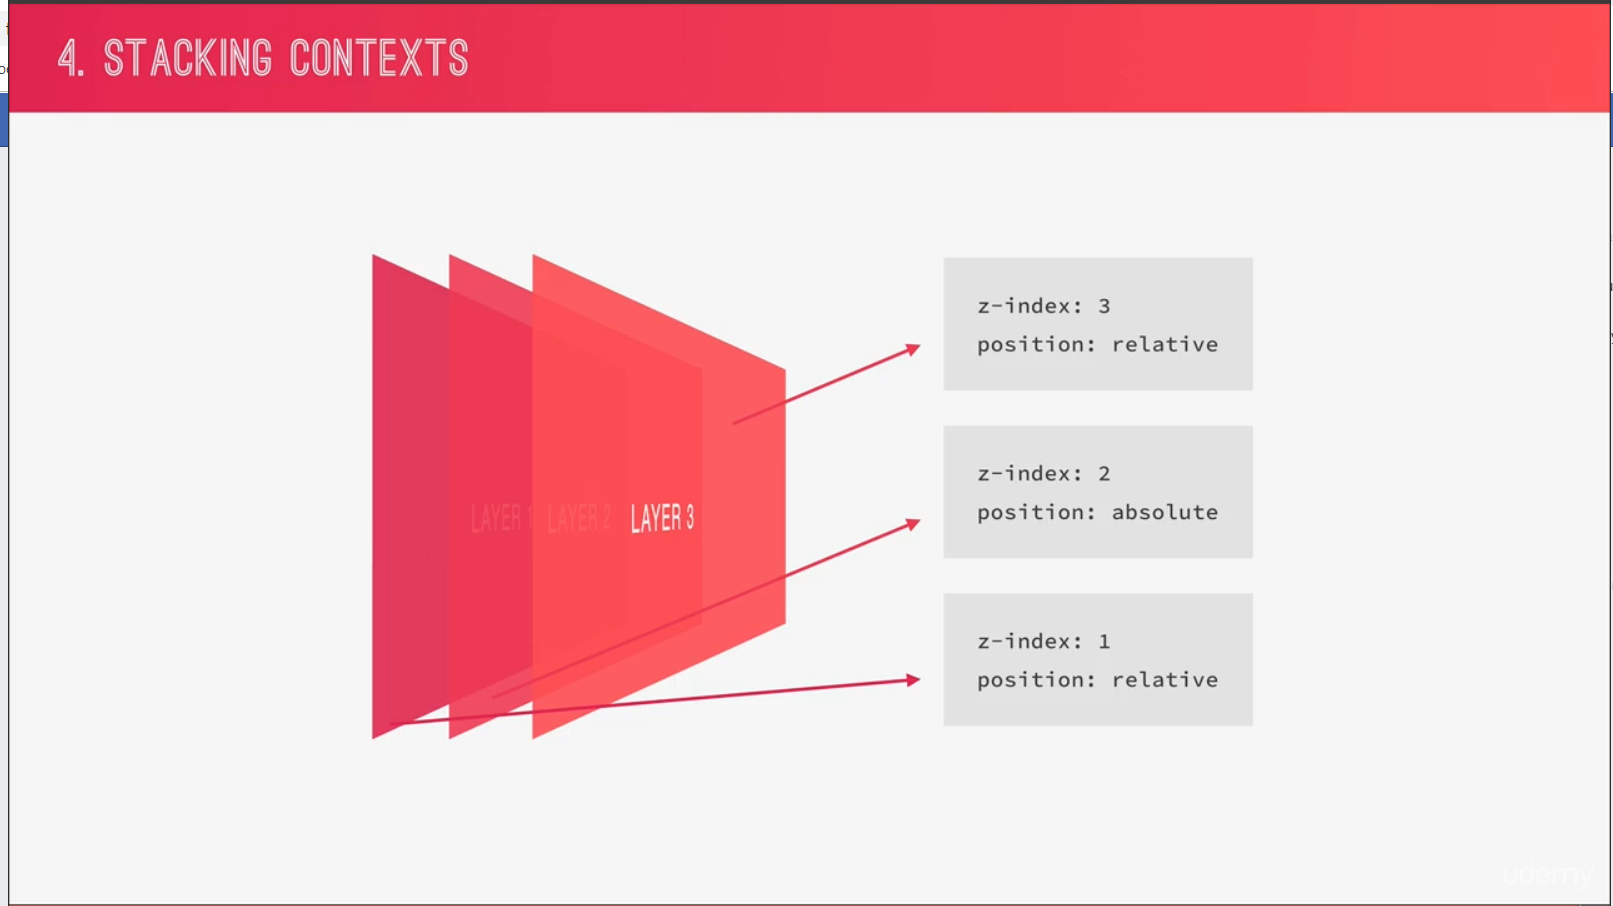 4. STACKING CONTEXTS
LAYER 1
LAYER 2
LAYER 3
z-index: 3
position: relative
z-index: 2
position: absolute
z-index: 1
position: relative
udemy